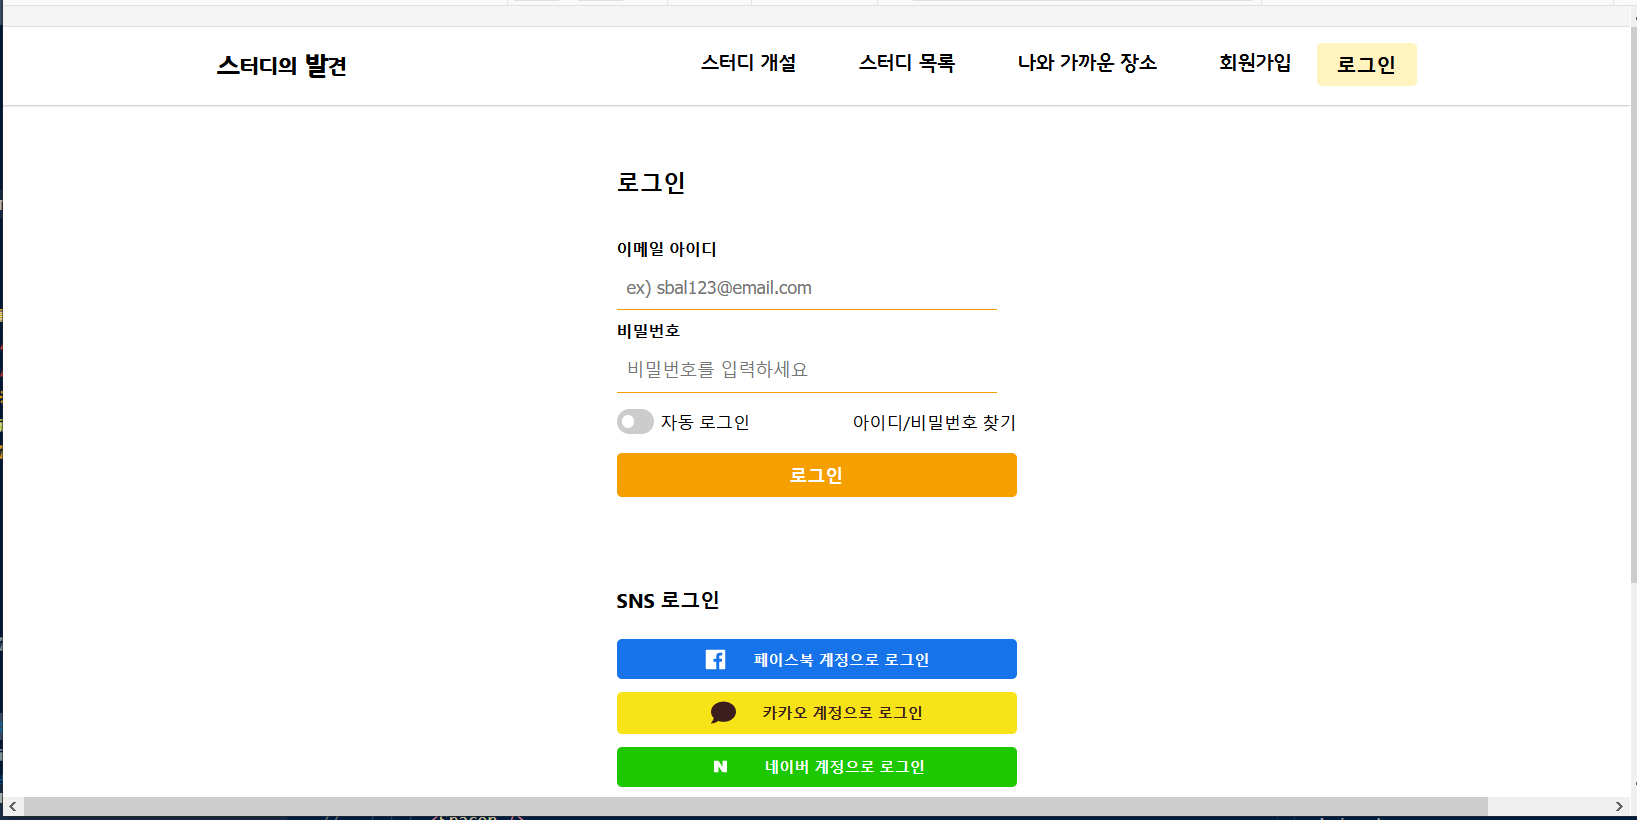 스터디의 발견
스터디 개설
스터디 목록
나와 가까운 장소
회원가입
로그인
로그인
이메일 아이디
ex) sbal123@email.com
비밀번호
비밀번호를 입력하세요
자동 로그인
아이디/비밀번호 찾기
로그인
SNS 로그인
페이스북 계정으로 로그인
카카오 계정으로 로그인
N 네이버 계정으로 로그인